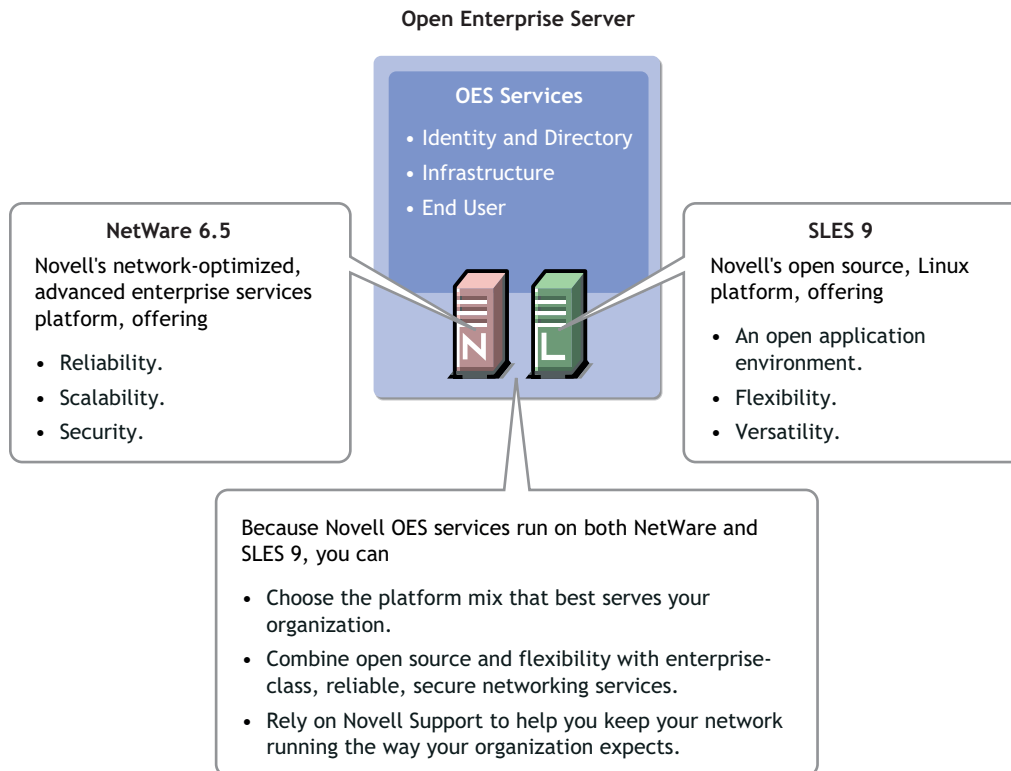 Open Enterprise Server
OES Services
• Identity and Directory
• Infrastructure
• End User
NetWare 6.5
Novell's network-optimized,
advanced enterprise services
platform, offering
• Reliability.
• Scalability.
• Security.
N
L
SLES 9
Novell's open source, Linux
platform, offering
• An open application
environment.
• Flexibility.
• Versatility.
Because Novell OES services run on both NetWare and
SLES 9, you can
• Choose the platform mix that best serves your
organization.
• Combine open source and flexibility with enterprise-
class, reliable, secure networking services.
• Rely on Novell Support to help you keep your network
running the way your organization expects.